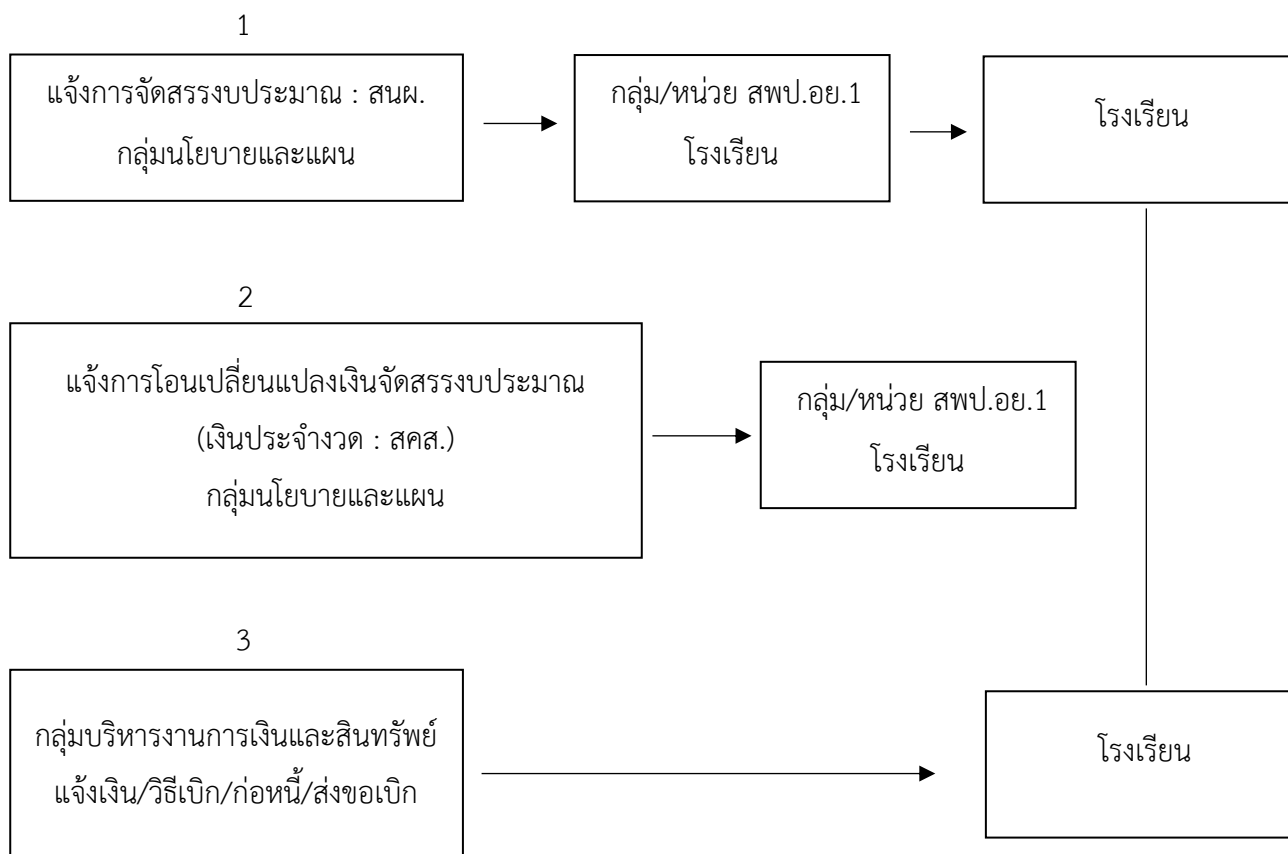 1
แจ้งการจัดสรรงบประมาณ : สนผ.
กลุ่มนโยบายและแผน
กลุ่ม/หน่วย สพป.อย.1
โรงเรียน
โรงเรียน
2
แจ้งการโอนเปลี่ยนแปลงเงินจัดสรรงบประมาณ
(เงินประจำงวด : สคส.)
กลุ่มนโยบายและแผน
กลุ่ม/หน่วย สพป.อย.1
โรงเรียน
3
กลุ่มบริหารงานการเงินและสินทรัพย์
แจ้งเงิน/วิธีเบิก/ก่อหนี้/ส่งขอเบิก
โรงเรียน